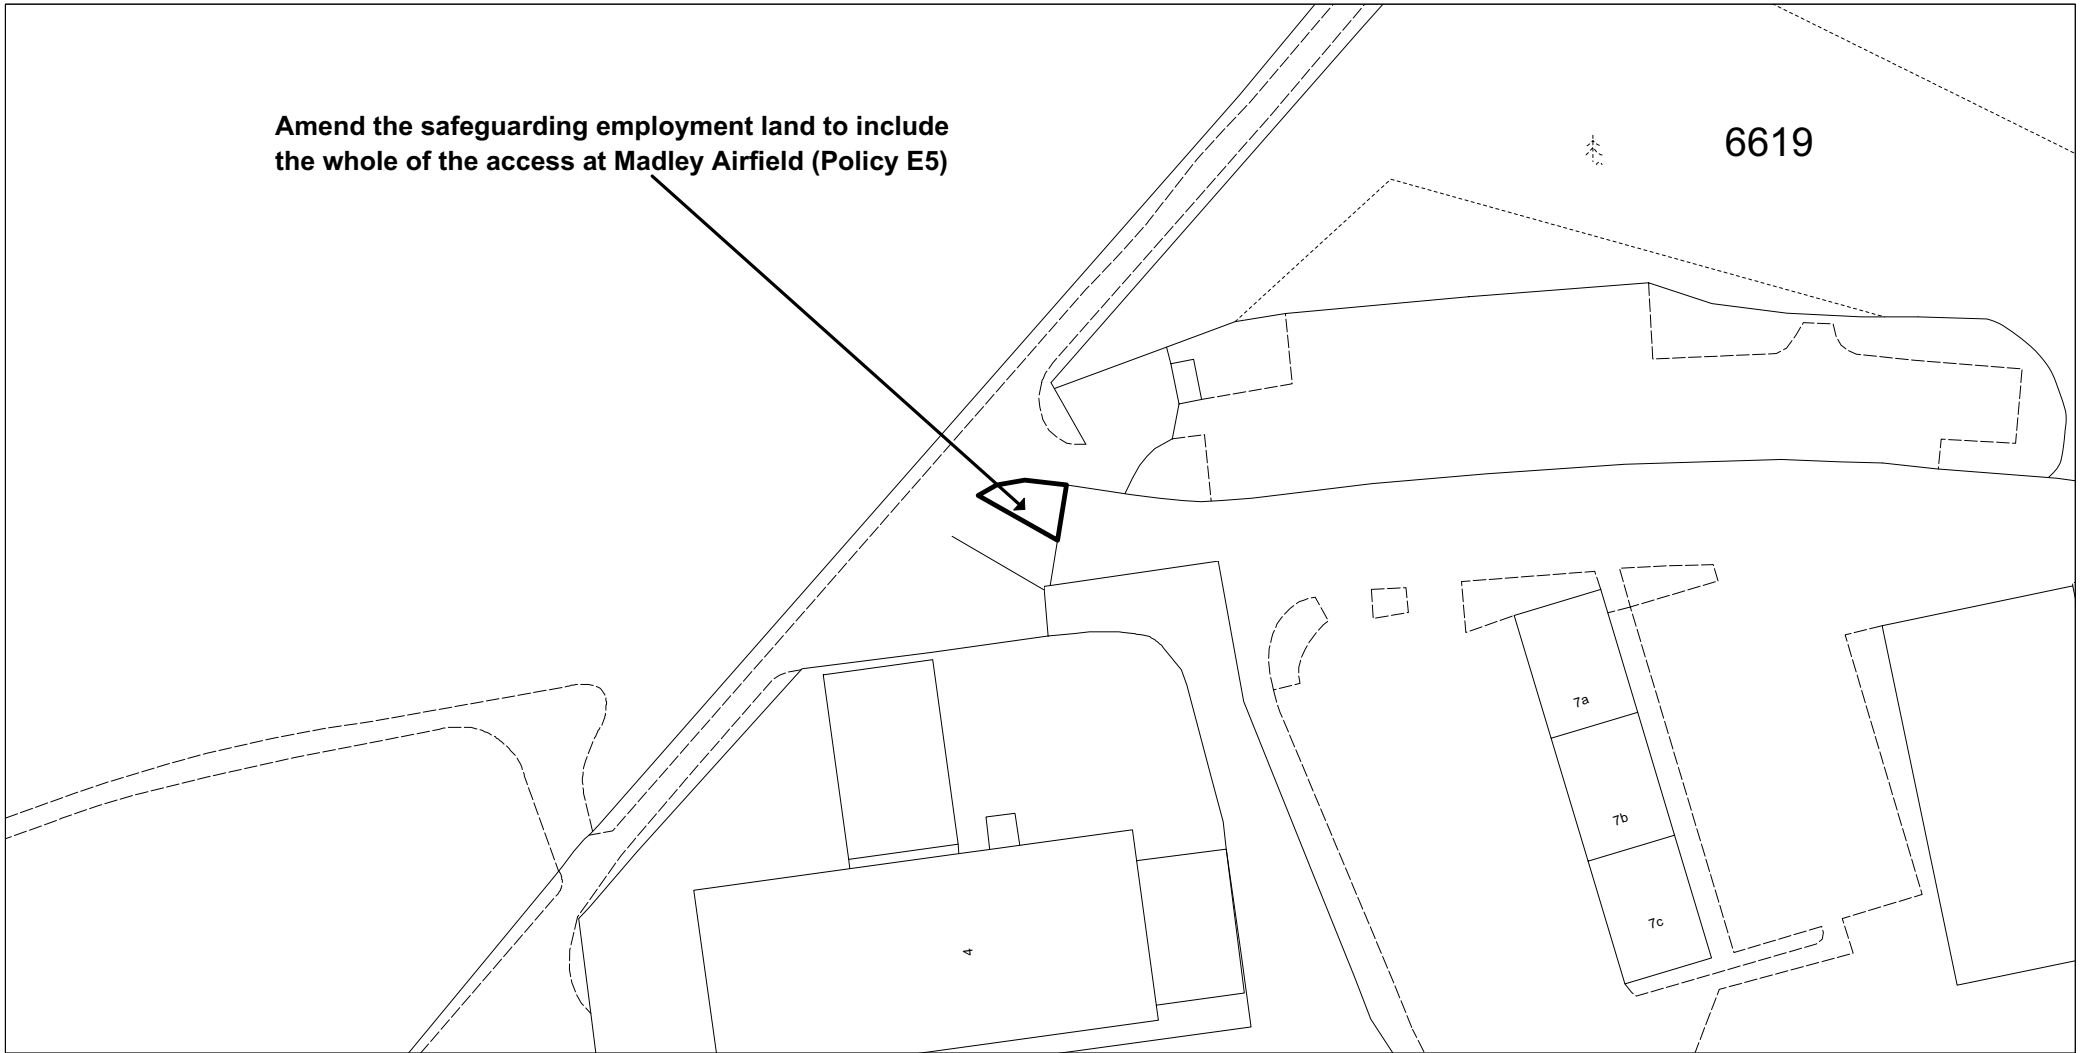 Amend the safeguarding employment land to include
the whole of the access at Madley Airfield (Policy E5)
6619
7a
7b
7c
4